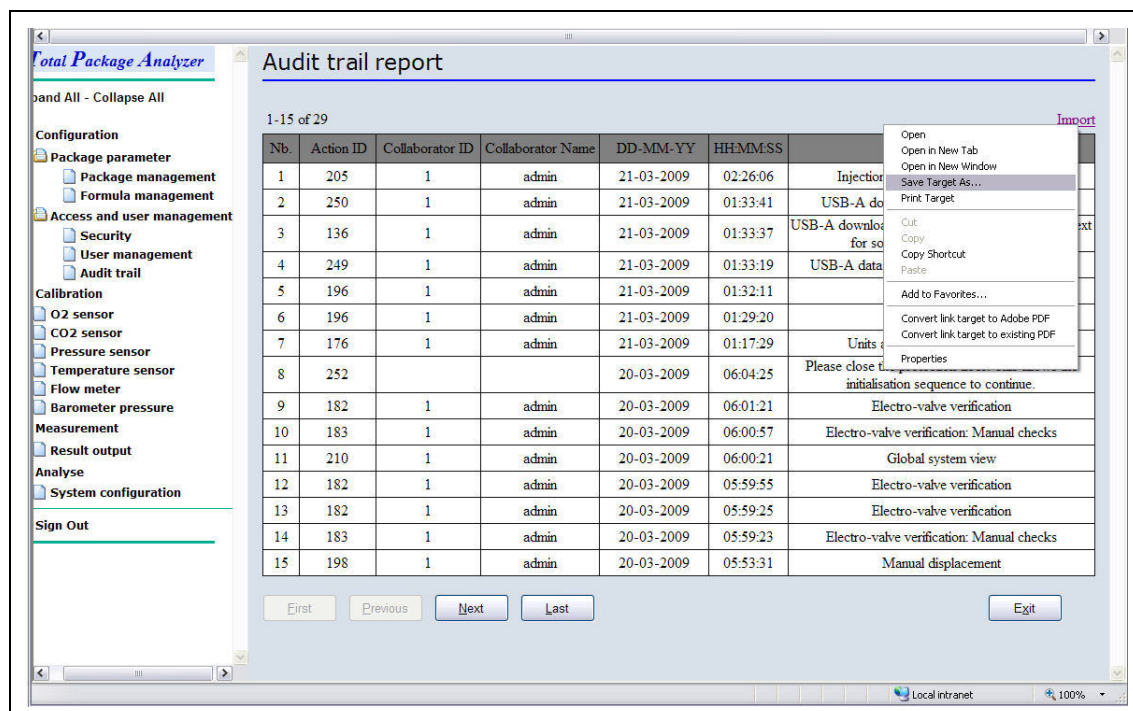 Total Package Analyzer
pand All - Collapse All
Configuration
Package parameter
Package management
Formula management
Access and user management
Security
User management
Audit trail
Calibration
O2 sensor
CO2 sensor
Pressure sensor
Temperature sensor
Flow meter
Barometer pressure
Measurement
Result output
Analyse
System configuration
Sign Out
Audit trail report
1-15 of 29 Import
Nb. Action ID Collaborator ID Collaborator Name DD-MM-YY HH:MM:SS
1 205 1 admin 21-03-2009 02:26:06 Injection
2 250 1 admin 21-03-2009 01:33:41 USB-A do
3 136 1 admin 21-03-2009 01:33:37 USB-A downloa ext
for so
4 249 1 admin 21-03-2009 01:33:19 USB-A data
5 196 1 admin 21-03-2009 01:32:11
6 196 1 admin 21-03-2009 01:29:20
7 176 1 admin 21-03-2009 01:17:29 Units a
8 252 20-03-2009 06:04:25 Please close t
initialisation sequence to continue.
9 182 1 admin 20-03-2009 06:01:21 Electro-valve verification
10 183 1 admin 20-03-2009 06:00:57 Electro-valve verification: Manual checks
11 210 1 admin 20-03-2009 06:00:21 Global system view
12 182 1 admin 20-03-2009 05:59:55 Electro-valve verification
13 182 1 admin 20-03-2009 05:59:25 Electro-valve verification
14 183 1 admin 20-03-2009 05:59:23 Electro-valve verification: Manual checks
15 198 1 admin 20-03-2009 05:53:31 Manual displacement
Open
Open in New Tab
Open in New Window
Save Target As...
Print Target
Cut
Copy
Copy Shortcut
Paste
Add to Favorites...
Convert link target to Adobe PDF
Convert link target to existing PDF
Properties
First Previous Next Last Exit
Local intranet 100%